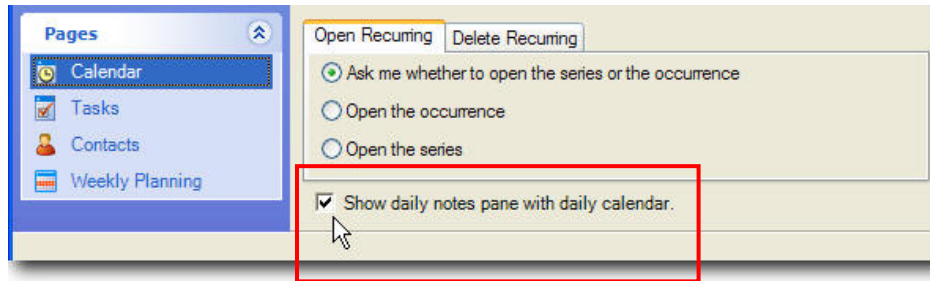 Pages
Calendar
Tasks
Contacts
Weekly Planning
Open Recurring Delete Recurring
Ask me whether to open the series or the occurrence
Open the occurrence
Open the series
Show daily notes pane with daily calendar.